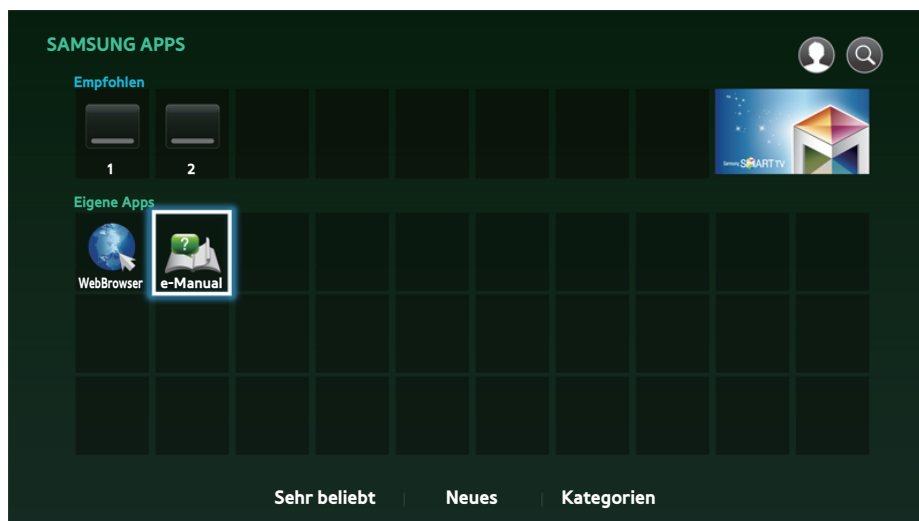 SAMSUNG APPS
Empfohlen
1 2
Samsung SMART TV
Eigene Apps
?
WebBrowser e-Manual
Sehr beliebt | Neues | Kategorien